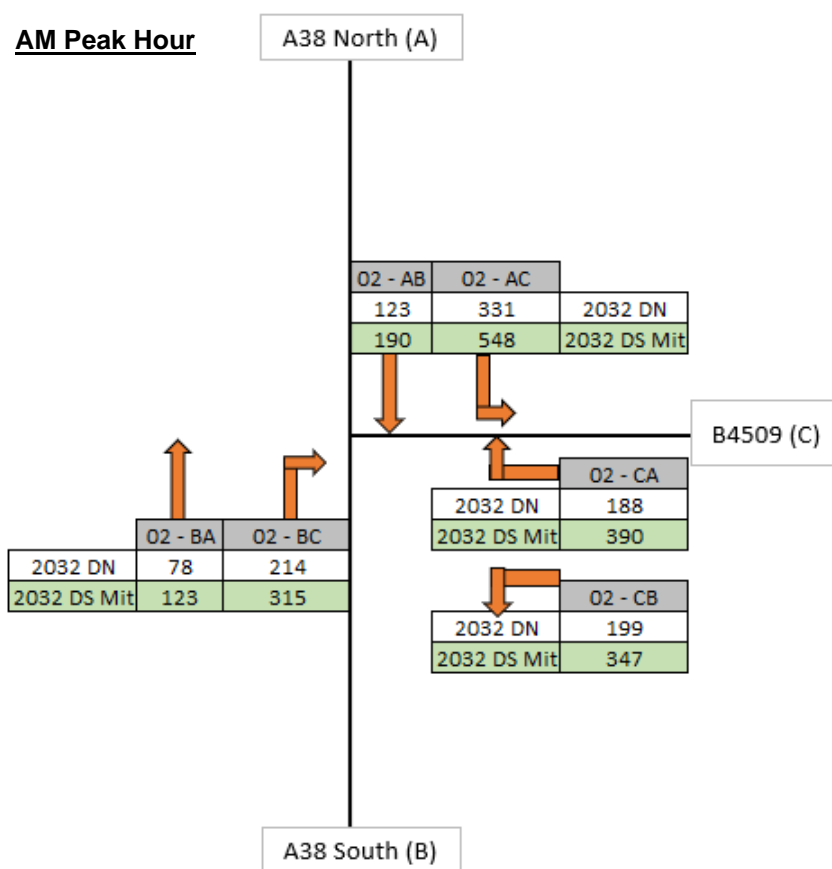 AM Peak Hour
A38 North (A)
02 - AB 02 - AC
123 331 2032 DN
190 548 2032 DS Mit
B4509 (C)
02 - CA
2032 DN 188
2032 DS Mit 390
02 - BA 02 - BC
2032 DN 78 214
2032 DS Mit 123 315
02 - CB
2032 DN 199
2032 DS Mit 347
A38 South (B)